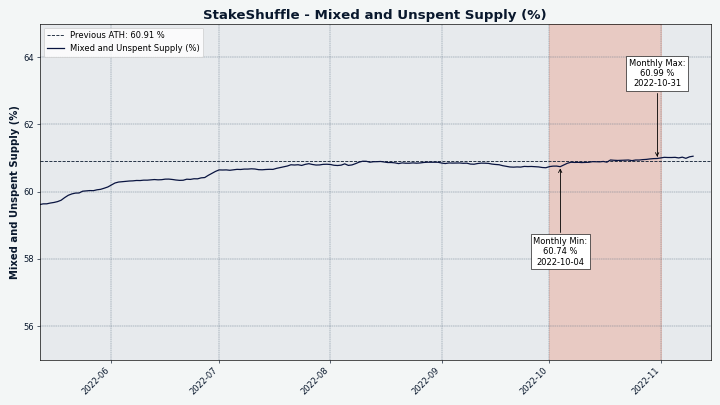 StakeShuffle - Mixed and Unspent Supply (%)
Previous ATH: 60.91 %
Mixed and Unspent Supply (%)
Monthly Max:
60.99 %
2022-10-31
Monthly Min:
60.74 %
2022-10-04
Mixed and Unspent Supply (%)
64
62
60
58
56
2022-06
2022-07
2022-08
2022-09
2022-10
2022-11